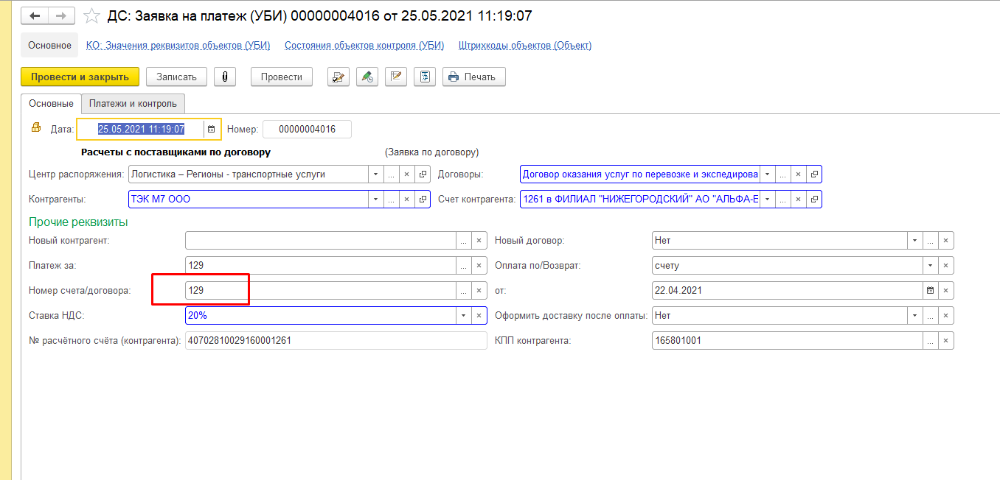 ДС: Заявка на платеж (УБИ) 00000004016 от 25.05.2021 11:19:07
Основное КО: Значения реквизитов объектов (УБИ) Состояния объектов контроля (УБИ) Штрихкоды объектов (Объект)
Провести и закрыть Записать Провести Печать
Основные Платежи и контроль
Дата: 25.05.2021 11:19:07 Номер: 00000004016
Расчеты с поставщиками по договору (Заявка по договору)
Центр распоряжения: Логистика – Регионы - транспортные услуги ... × Договоры: Договор оказания услуг по перевозке и экспедирова ... ×
Контрагенты: ТЭК М7 ООО ... × Счет контрагента: 1261 в ФИЛИАЛ "НИЖЕГОРОДСКИЙ" АО "АЛЬФА-Б ... ×
Прочие реквизиты
Новый контрагент: ... × Новый договор: Нет ... ×
Платеж за: 129 ... × Оплата по/Возврат: счету ×
Номер счета/договора: 129 ... × от: 22.04.2021 ×
Ставка НДС: 20% × Оформить доставку после оплаты: Нет ... ×
№ расчётного счёта (контрагента): 40702810029160001261 КПП контрагента: 165801001 ... ×